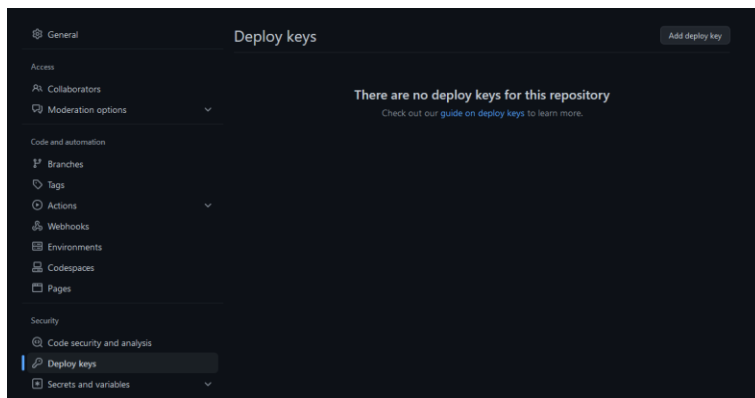 General
Access
Collaborators
Moderation options
Code and automation
Branches
Tags
Actions
Webhooks
Environments
Codespaces
Pages
Security
Code security and analysis
Deploy keys
Secrets and variables
Deploy keys
Add deploy key
There are no deploy keys for this repository
Check out our guide on deploy keys to learn more.